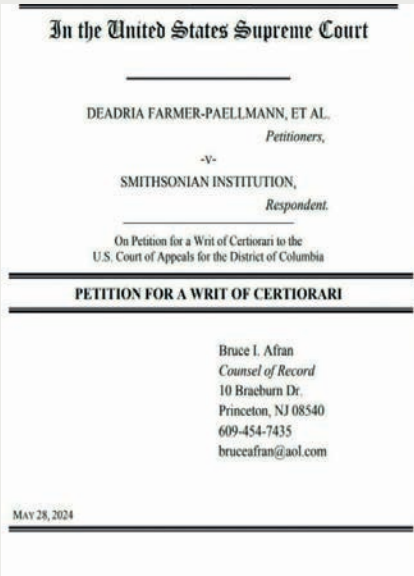 In the United States Supreme Court
DEADRIA FARMER-PAELLMANN, ET AL.
Petitioners,
-v-
SMITHSONIAN INSTITUTION,
Respondent.
On Petition for a Writ of Certiorari to the
U.S. Court of Appeals for the District of Columbia
PETITION FOR A WRIT OF CERTIORARI
Bruce I. Afran
Counsel of Record
10 Braeburn Dr.
Princeton, NJ 08540
609-454-7435
bruceafran@aol.com
MAY 28, 2024